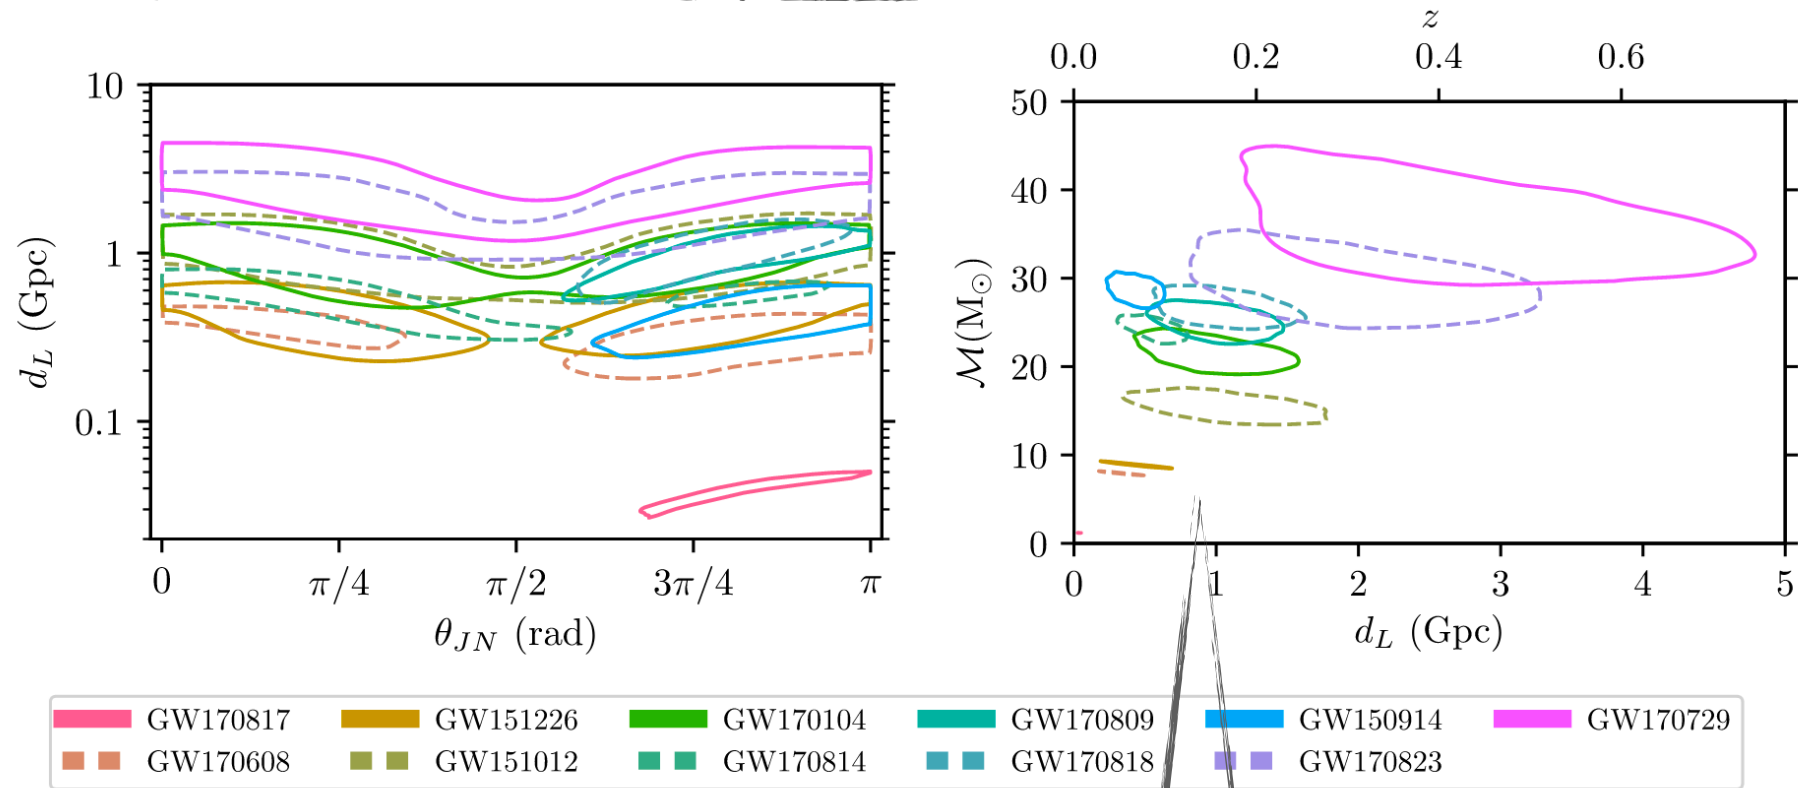 z
0.0 0.2 0.4 0.6
10
1
0.1
d_L (Gpc)
0 π/4 π/2 3π/4 π
θ_JN (rad)
50
40
30
20
10
0
ℳ(M_⊙)
0 1 2 3 4 5
d_L (Gpc)
GW170817 GW151226 GW170104 GW170809 GW150914 GW170729
GW170608 GW151012 GW170814 GW170818 GW170823